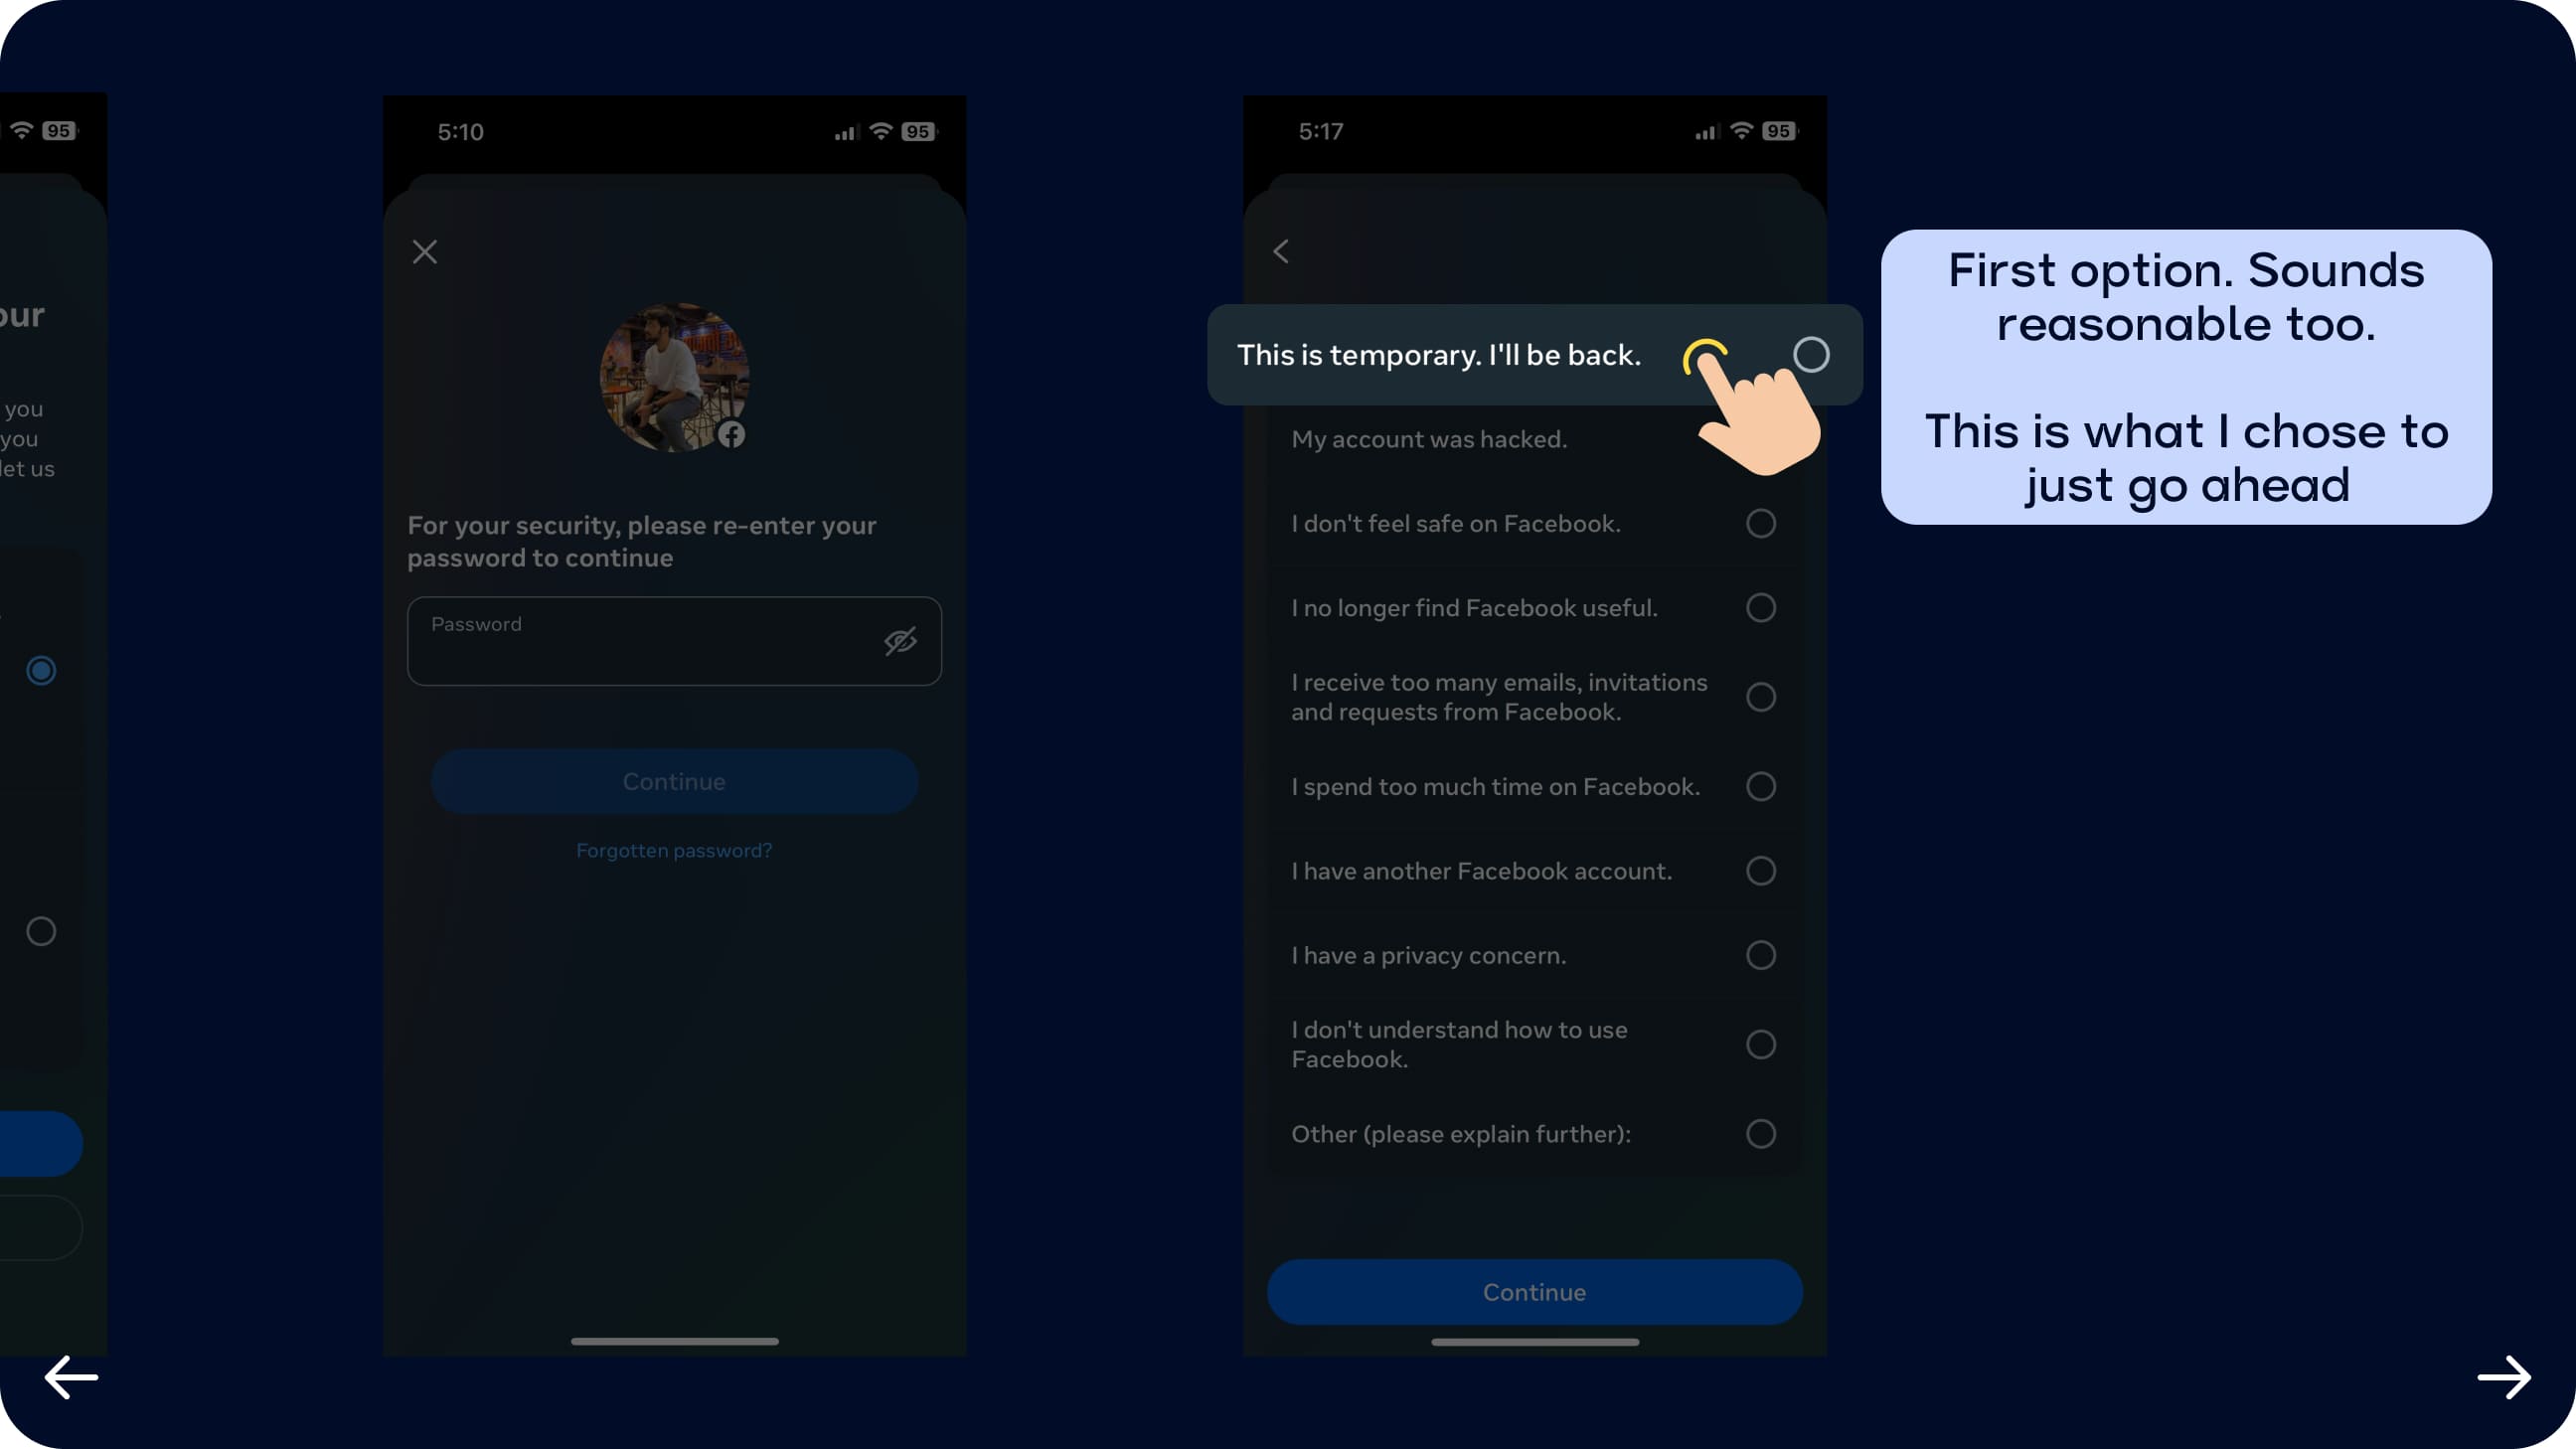 95
our
you
you
let us
5:10
95
For your security, please re-enter your
password to continue
Password
Continue
Forgotten password?
5:17
95
This is temporary. I'll be back.
My account was hacked.
I don't feel safe on Facebook.
I no longer find Facebook useful.
I receive too many emails, invitations
and requests from Facebook.
I spend too much time on Facebook.
I have another Facebook account.
I have a privacy concern.
I don't understand how to use
Facebook.
Other (please explain further):
Continue
First option. Sounds
reasonable too.
This is what I chose to
just go ahead